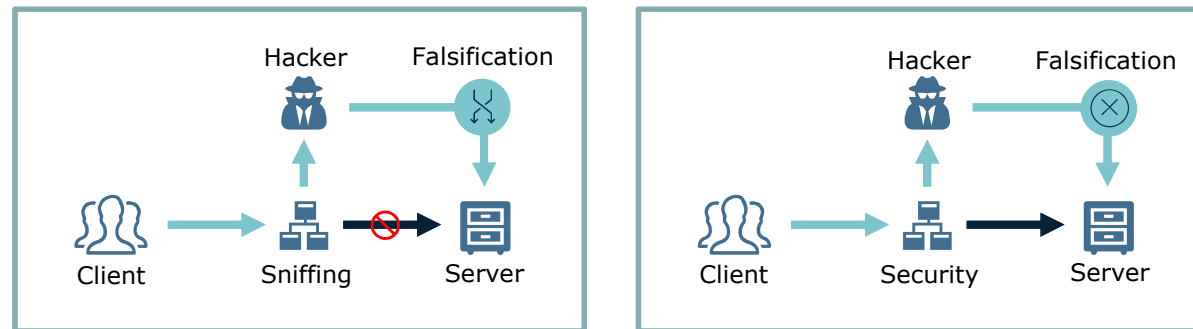 Hacker
Falsification
Client
Sniffing
Server
Hacker
Falsification
Client
Security
Server